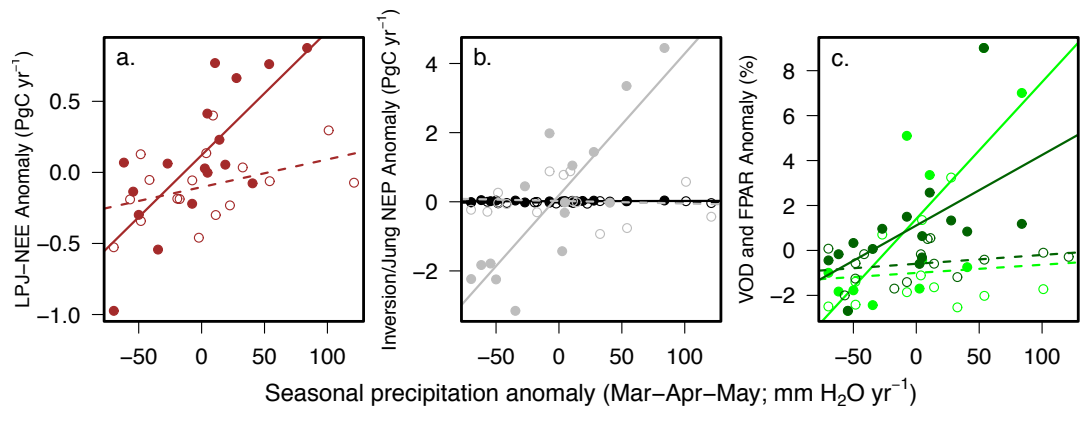 a.
b.
c.
LPJ−NEE Anomaly (PgC yr−1)
0.5
0.0
−0.5
−1.0
−50 0 50 100
Inversion/Jung NEP Anomaly (PgC yr−1)
4
2
0
−2
−50 0 50 100
VOD and FPAR Anomaly (%)
8
6
4
2
0
−2
−50 0 50 100
Seasonal precipitation anomaly (Mar−Apr−May; mm H2O yr−1)